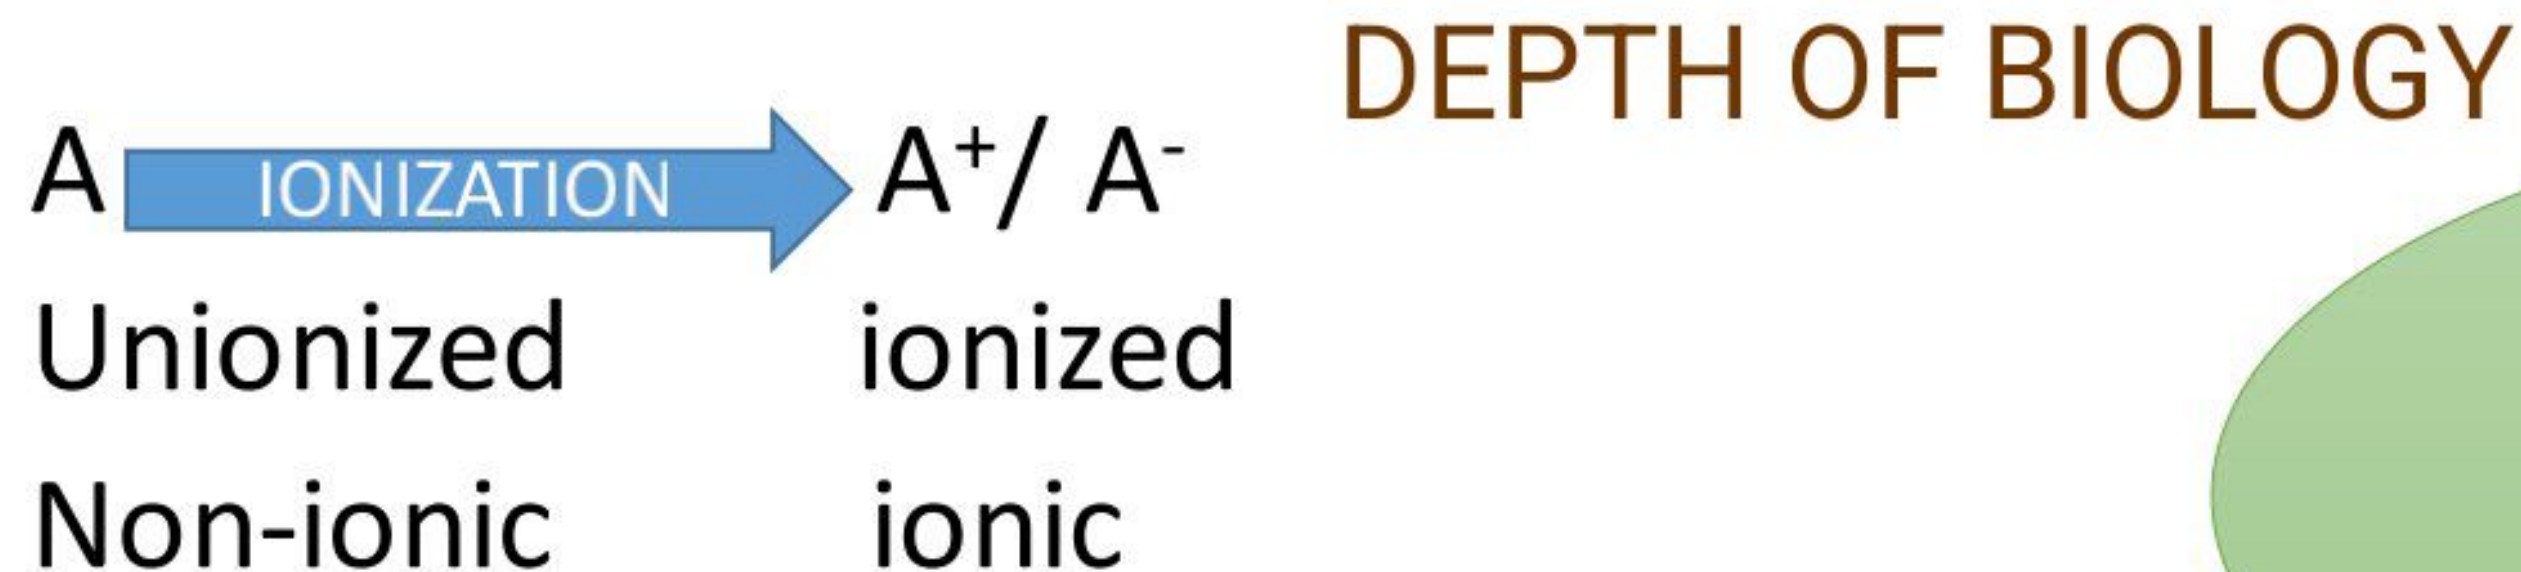 DEPTH OF BIOLOGY
A IONIZATION A⁺/ A⁻
Unionized ionized
Non-ionic ionic